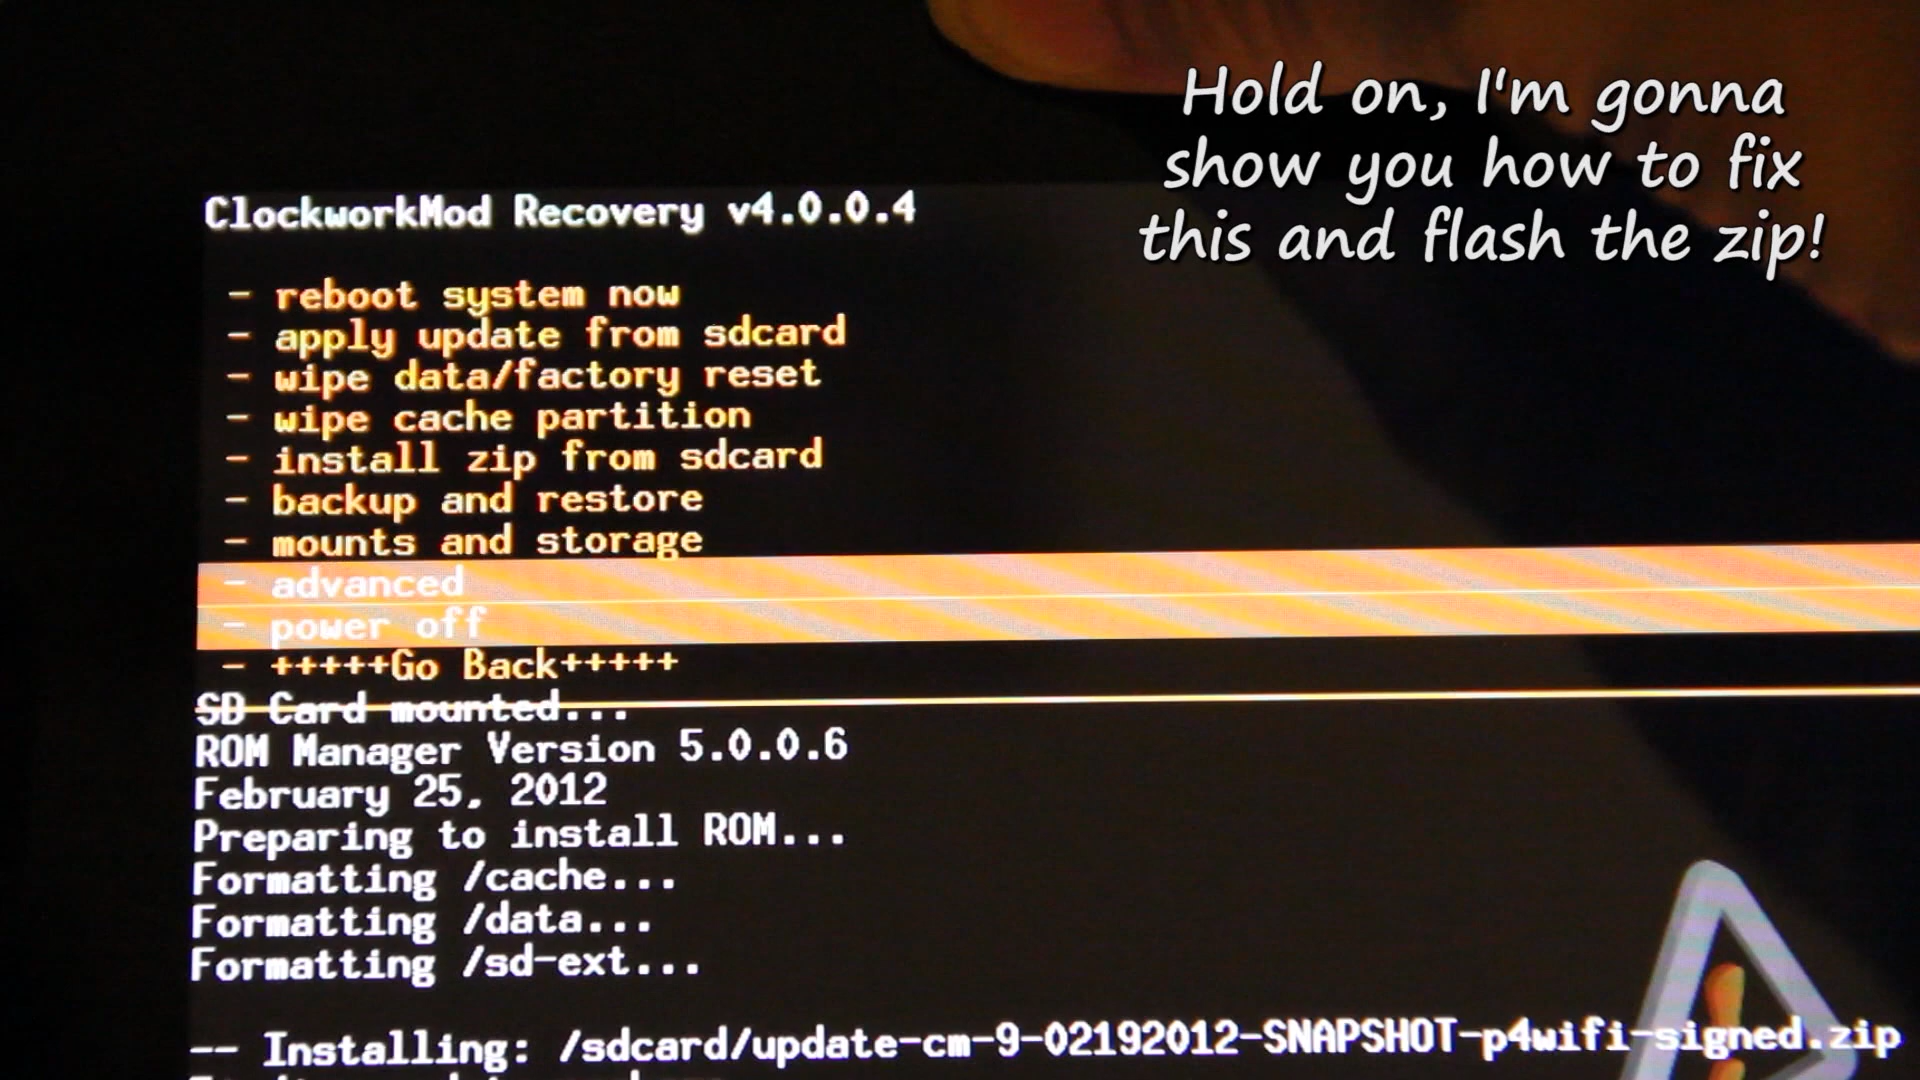 Hold on, I'm gonna
show you how to fix
this and flash the zip!
ClockworkMod Recovery v4.0.0.4
- reboot system now
- apply update from sdcard
- wipe data/factory reset
- wipe cache partition
- install zip from sdcard
- backup and restore
- mounts and storage
- advanced
- power off
- +++++Go Back+++++
SD Card mounted...
ROM Manager Version 5.0.0.6
February 25, 2012
Preparing to install ROM...
Formatting /cache...
Formatting /data...
Formatting /sd-ext...
-- Installing: /sdcard/update-cm-9-02192012-SNAPSHOT-p4wifi-signed.zip